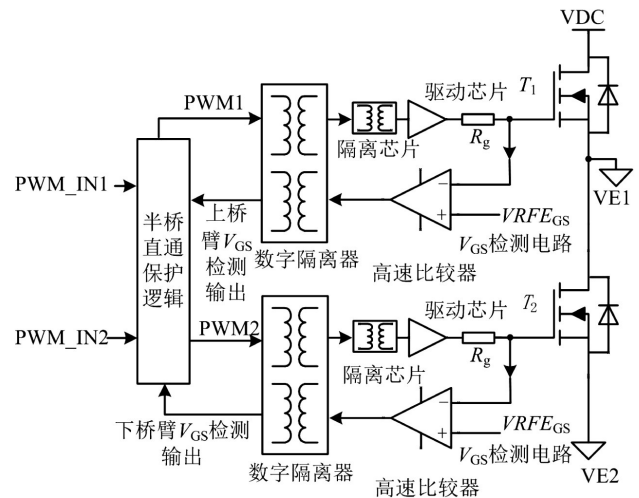 VDC
PWM1
驱动芯片
T1
隔离芯片
Rg
PWM_IN1
VE1
半桥
直通
保护
逻辑
上桥
臂VGS
检测
输出
数字隔离器
−
+
VRFEGS
VGS检测电路
高速比较器
驱动芯片
T2
PWM_IN2
PWM2
隔离芯片
Rg
下桥臂VGS检测
输出
数字隔离器
−
+
VRFEGS
VGS检测电路
高速比较器
VE2